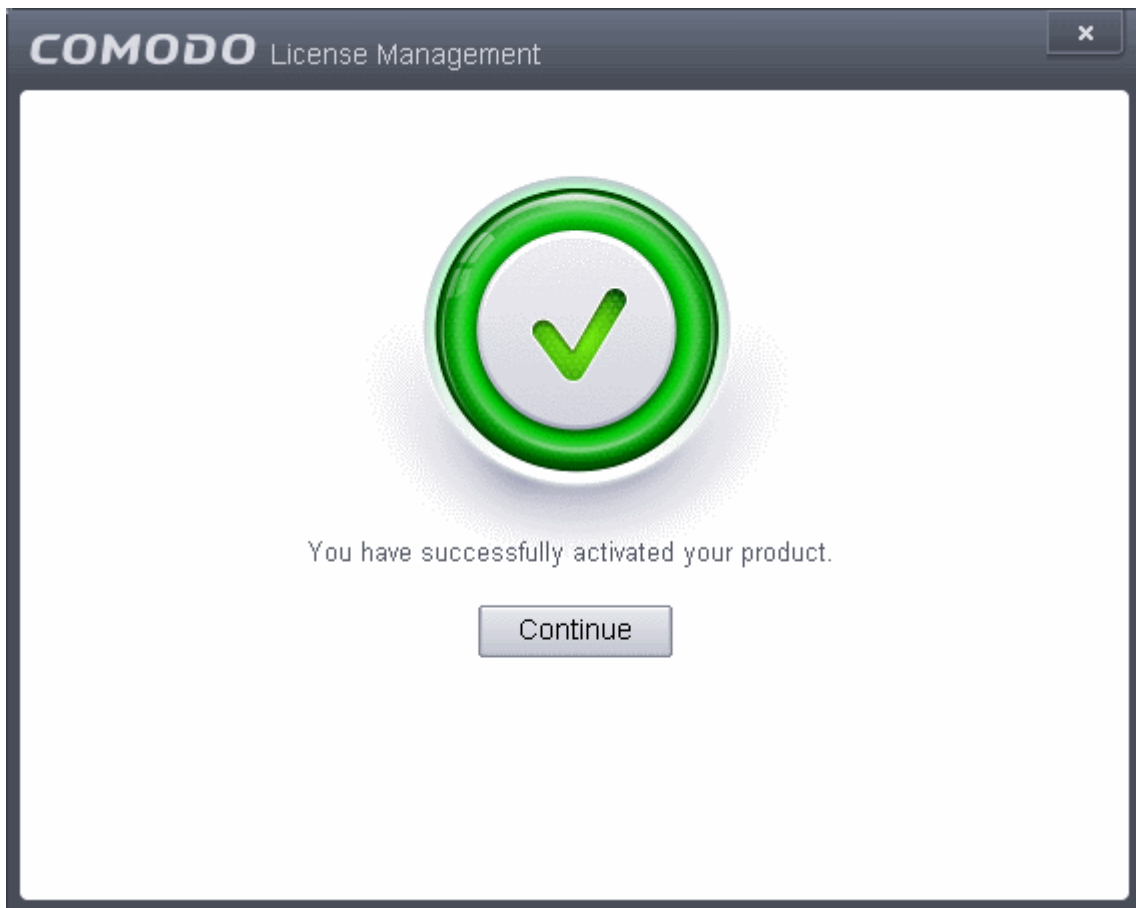 COMODO License Management
You have successfully activated your product.
Continue